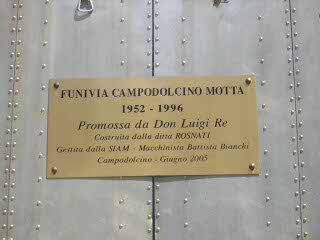 FUNIVIA CAMPODOLCINO MOTTA
1952 - 1996
Promossa da Don Luigi Re
Costruita dalla ditta ROSNATI
Gestita dalla SIAM - Macchinista Battista Bianchi
Campodolcino - Giugno 2005